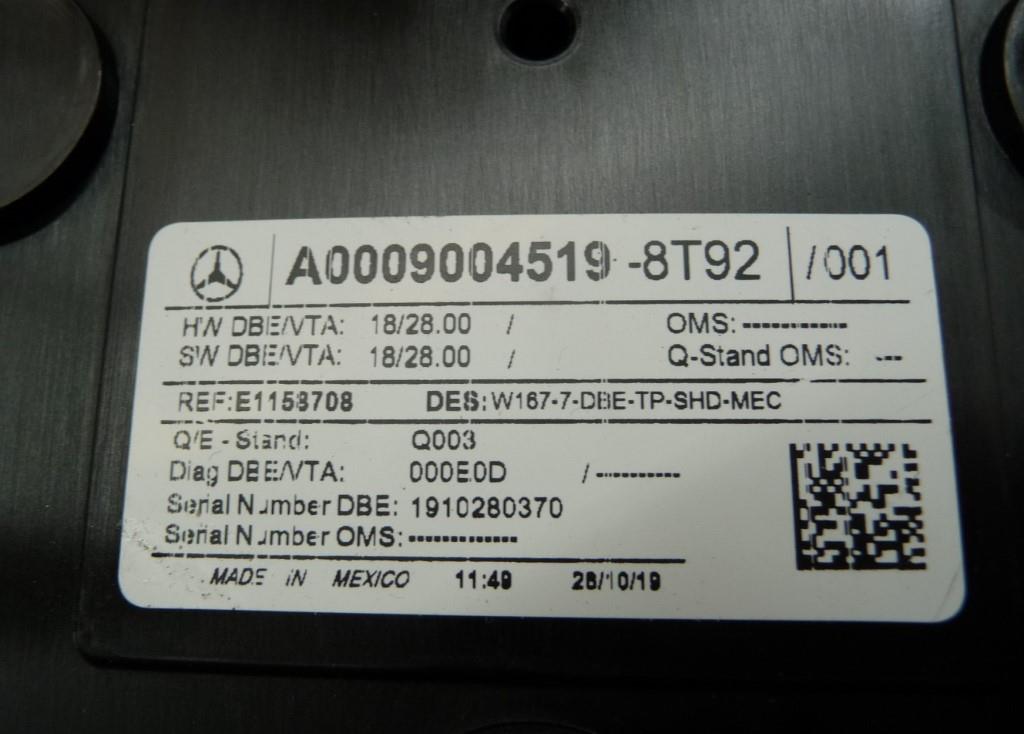 A0009004519 -8T92 /001
HW DBE/VTA: 18/28.00 / OMS: -----------
SW DBE/VTA: 18/28.00 / Q-Stand OMS: ---
REF:E1158708 DES:W167-7-DBE-TP-SHD-MEC
Q/E - Stand: Q003
Diag DBE/VTA: 000E0D /----------
Serial Number DBE: 1910280370
Serial Number OMS: ------------
MADE IN MEXICO 11:49 28/10/19